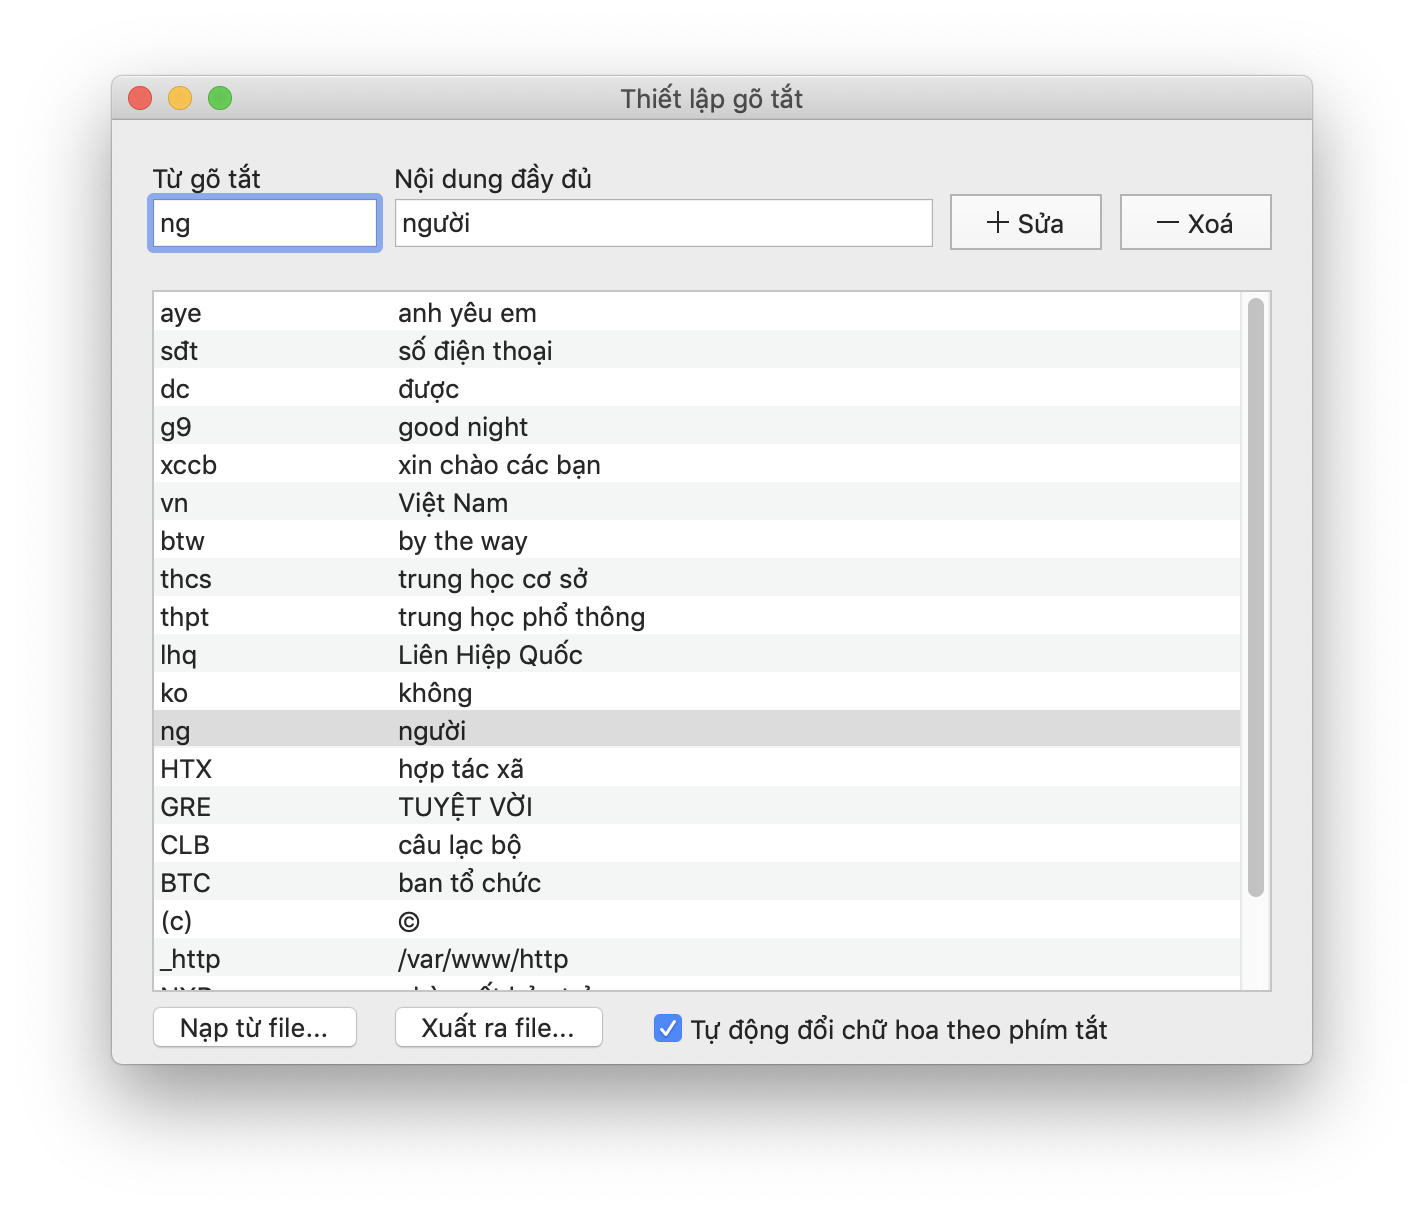 Thiết lập gõ tắt
Từ gõ tắt Nội dung đầy đủ
ng người + Sửa — Xoá
aye anh yêu em
sđt số điện thoại
dc được
g9 good night
xccb xin chào các bạn
vn Việt Nam
btw by the way
thcs trung học cơ sở
thpt trung học phổ thông
lhq Liên Hiệp Quốc
ko không
ng người
HTX hợp tác xã
GRE TUYỆT VỜI
CLB câu lạc bộ
BTC ban tổ chức
(c) ©
_http /var/www/http
Nạp từ file... Xuất ra file... Tự động đổi chữ hoa theo phím tắt